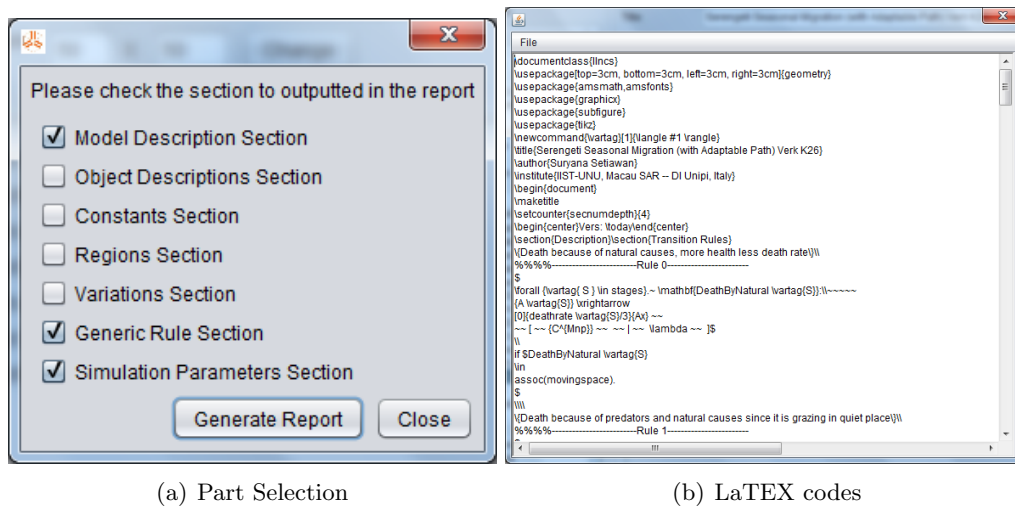 Please check the section to outputted in the report
Model Description Section
Object Descriptions Section
Constants Section
Regions Section
Variations Section
Generic Rule Section
Simulation Parameters Section
Generate Report Close
(a) Part Selection
File
\documentclass{llncs}
\usepackage[top=3cm, bottom=3cm, left=3cm, right=3cm]{geometry}
\usepackage{amsmath,amsfonts}
\usepackage{graphicx}
\usepackage{subfigure}
\usepackage{tikz}
\newcommand{\vartag}[1]{\langle #1 \rangle}
\title{Serengeti Seasonal Migration (with Adaptable Path) Verk K26}
\author{Suryana Setiawan}
\institute{IIST-UNU, Macau SAR -- DI Unipi, Italy}
\begin{document}
\maketitle
\setcounter{secnumdepth}{4}
\begin{center}Vers: \today\end{center}
\section{Description}\section{Transition Rules}
\{Death because of natural causes, more health less death rate\}\\
%%%%-------------------------Rule 0------------------------
$
\forall {\vartag{ S } \in stages}.~ \mathbf{DeathByNatural \vartag{S}}:\\~~~~~
{A \vartag{S}} \xrightarrow
[0]{deathrate \vartag{S}/3}{Ax} ~~
~~ [ ~~ {C^{Mnp}} ~~ ~~ | ~~ \lambda ~~ ]$
\\
if $DeathByNatural \vartag{S}
\in
assoc(movingspace).
$
\\\\
\{Death because of predators and natural causes since it is grazing in quiet place\}\\
%%%%-------------------------Rule 1------------------------
(b) LaTEX codes